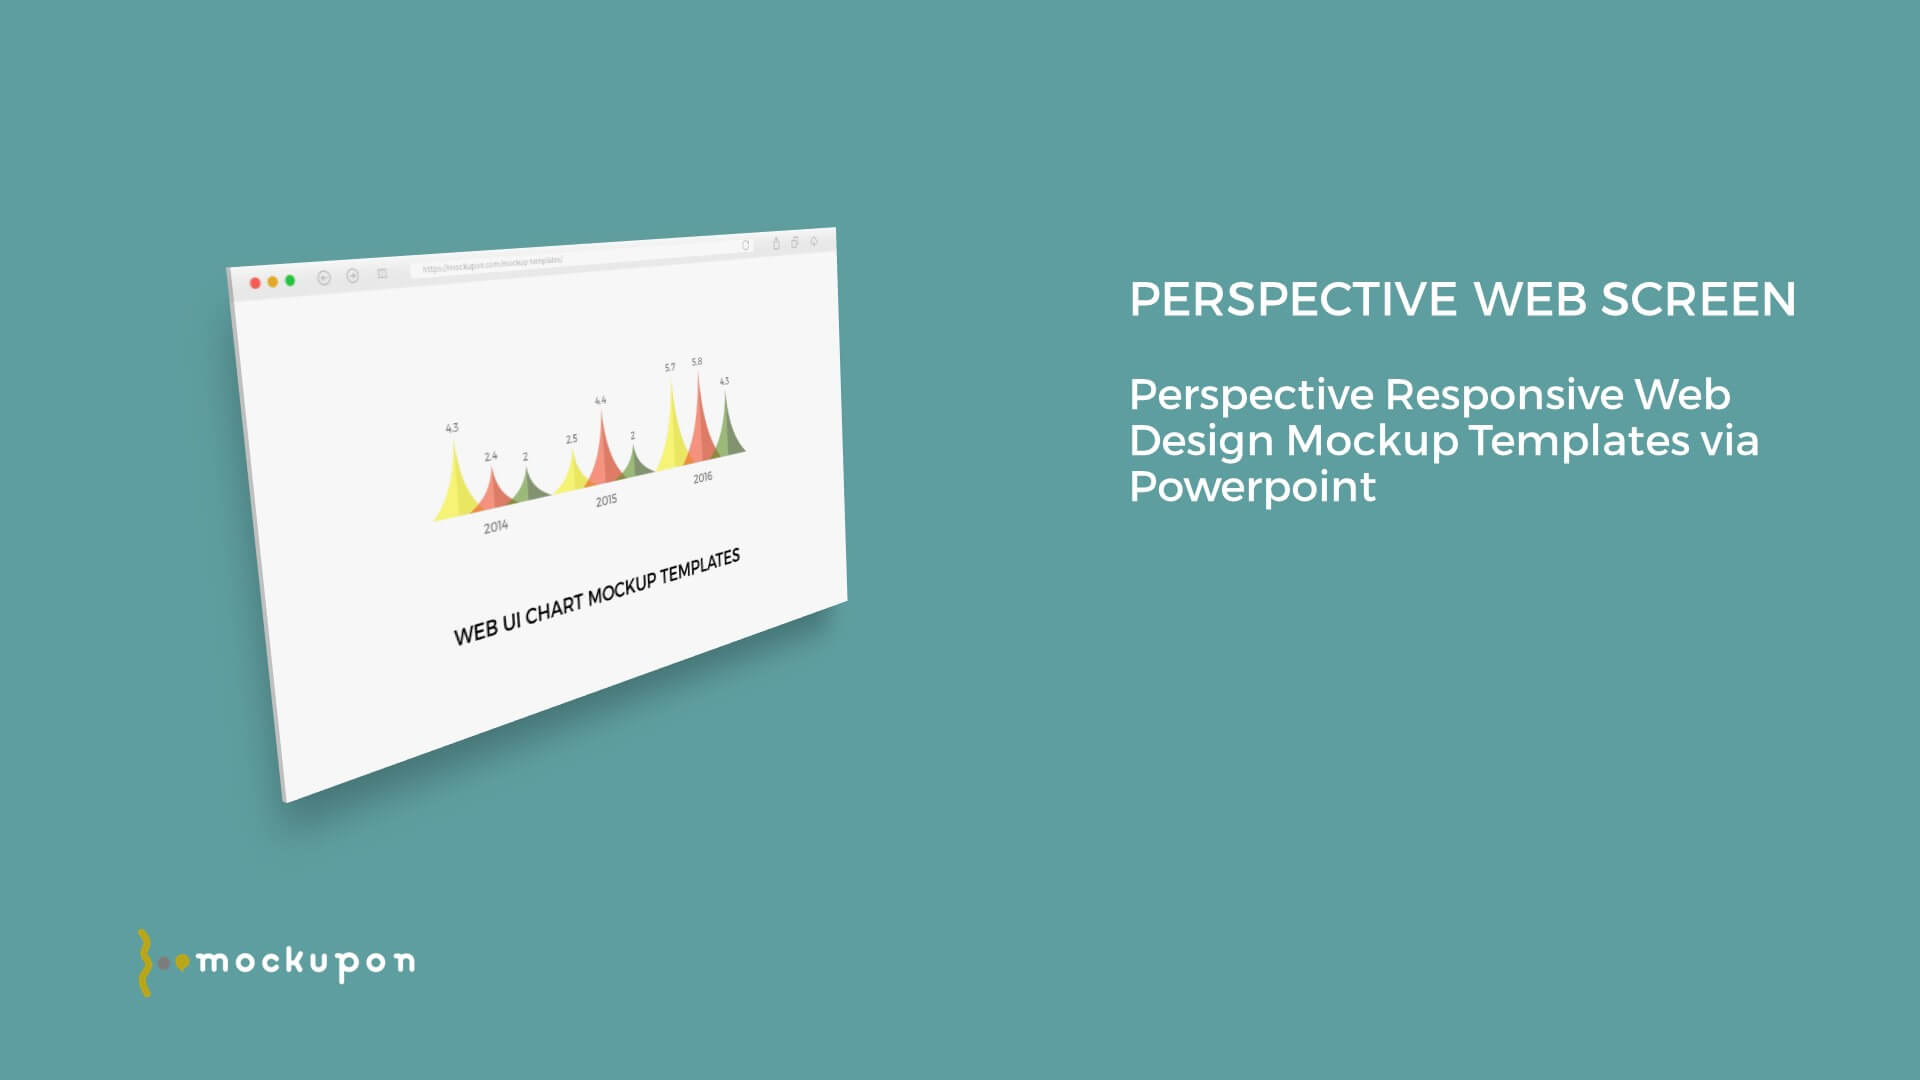 https://mockupon.com/mockup-templates/
5.7 5.8
4.3
4.4
4.3
2.5 2
2.4 2
2014 2015 2016
WEB UI CHART MOCKUP TEMPLATES
PERSPECTIVE WEB SCREEN
Perspective Responsive Web
Design Mockup Templates via
Powerpoint
mockupon